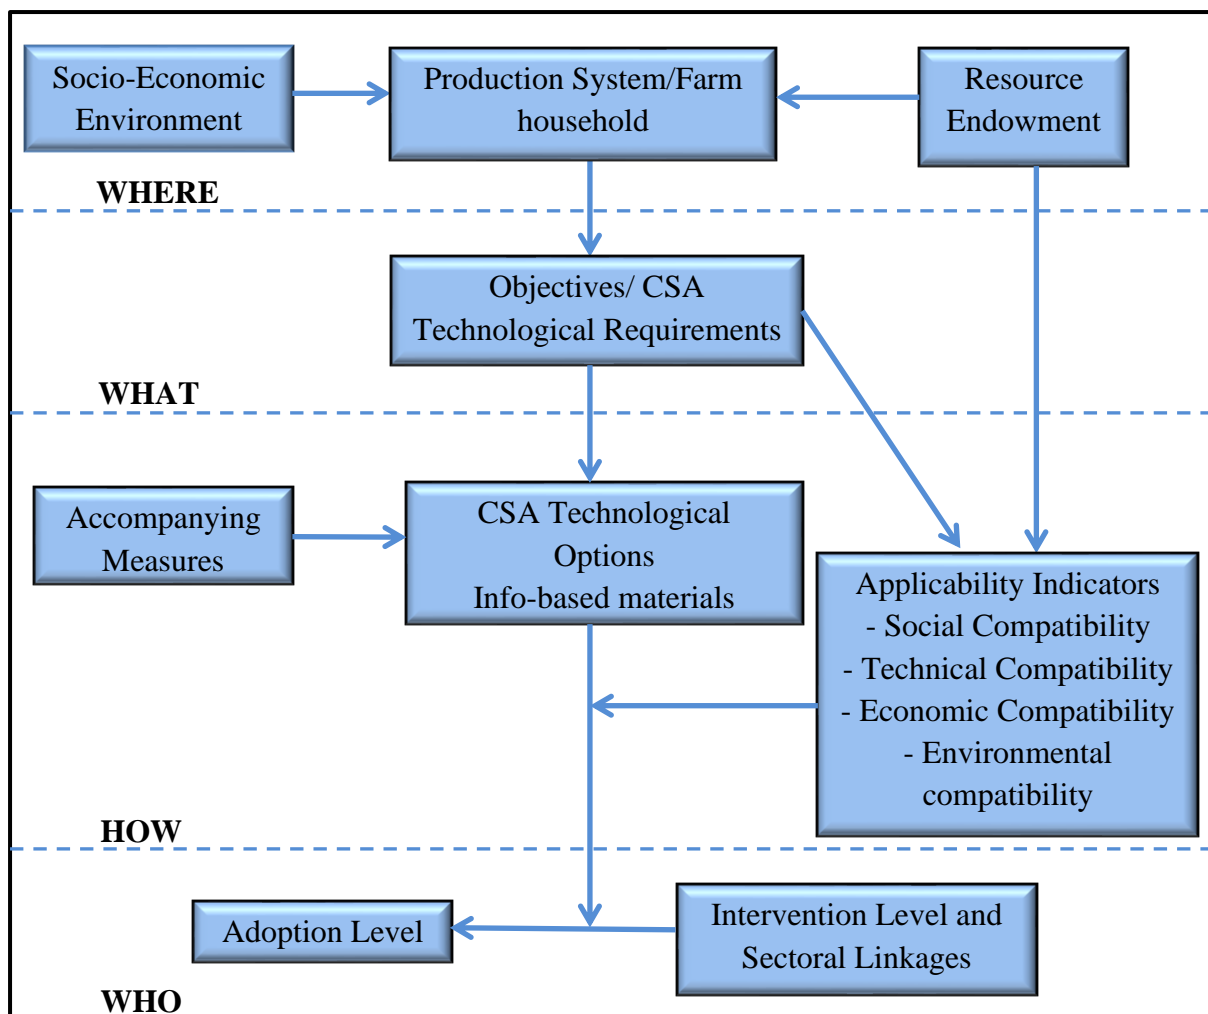 Socio-Economic
Environment
Production System/Farm
household
Resource
Endowment
WHERE
Objectives/ CSA
Technological Requirements
WHAT
Accompanying
Measures
CSA Technological
Options
Info-based materials
Applicability Indicators
- Social Compatibility
- Technical Compatibility
- Economic Compatibility
- Environmental
compatibility
HOW
Adoption Level
Intervention Level and
Sectoral Linkages
WHO